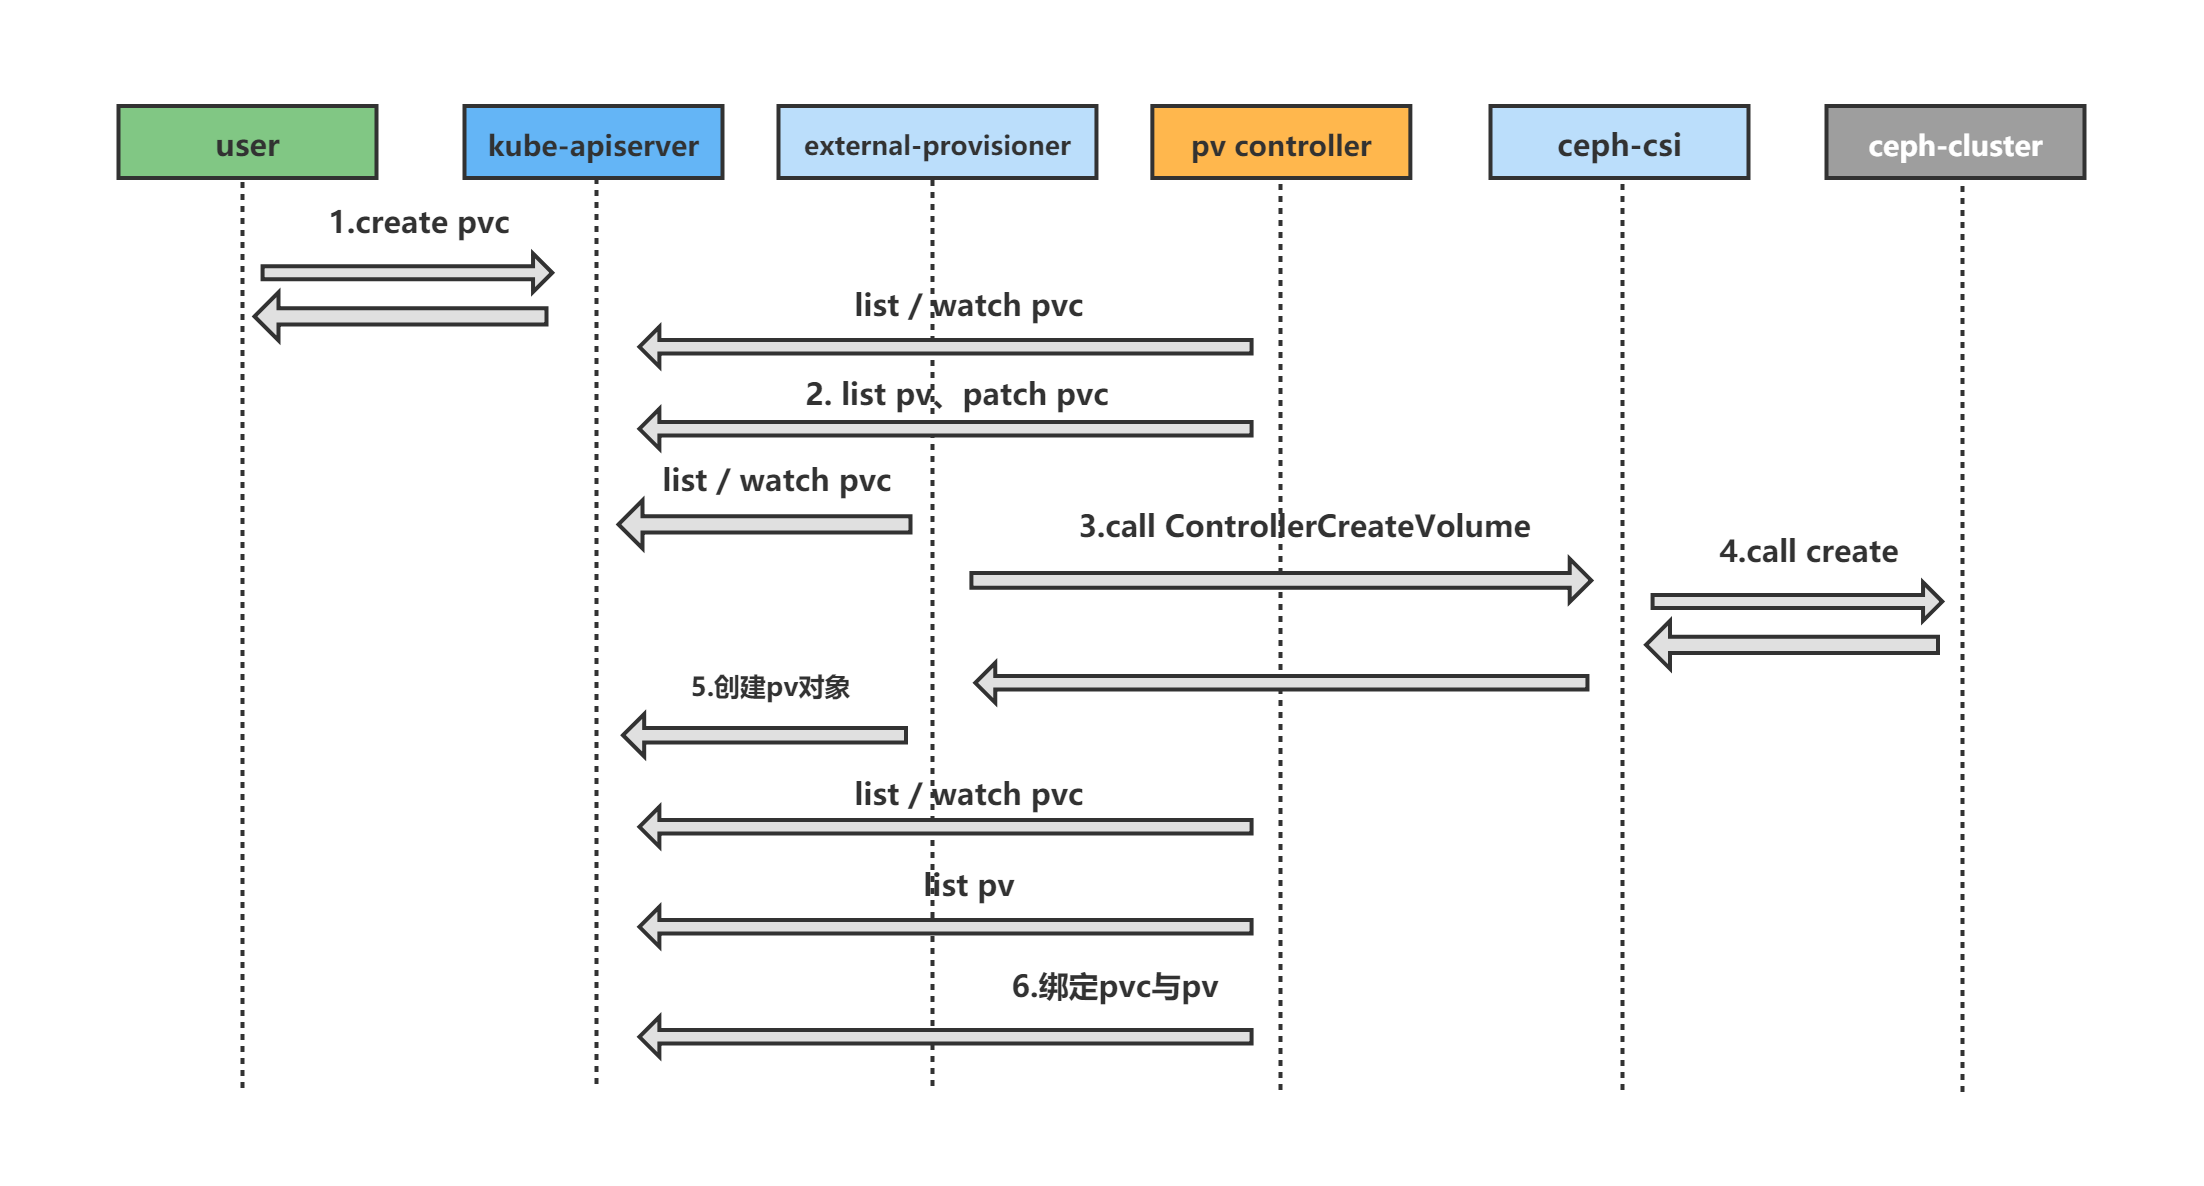 user
kube-apiserver
external-provisioner
pv controller
ceph-csi
ceph-cluster
1.create pvc
list / watch pvc
2. list pv、patch pvc
list / watch pvc
3.call ControllerCreateVolume
4.call create
5.创建pv对象
list / watch pvc
list pv
6.绑定pvc与pv